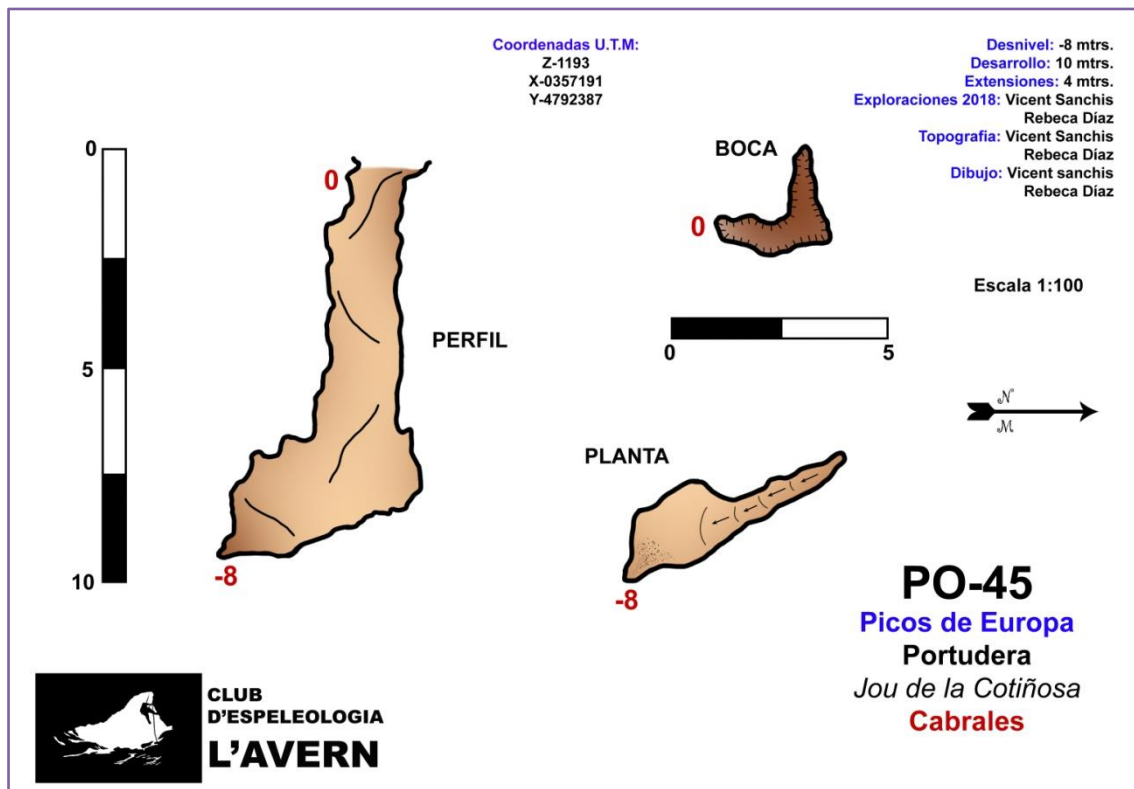 Coordenadas U.T.M:
Z-1193
X-0357191
Y-4792387
Desnivel: -8 mtrs.
Desarrollo: 10 mtrs.
Extensiones: 4 mtrs.
Exploraciones 2018: Vicent Sanchis
Rebeca Díaz
Topografia: Vicent Sanchis
Rebeca Díaz
Dibujo: Vicent sanchis
Rebeca Díaz
0
5
10
0
PERFIL
-8
BOCA
0
Escala 1:100
0 5
N
M
PLANTA
-8
PO-45
Picos de Europa
Portudera
Jou de la Cotiñosa
Cabrales
CLUB
D'ESPELEOLOGIA
L'AVERN